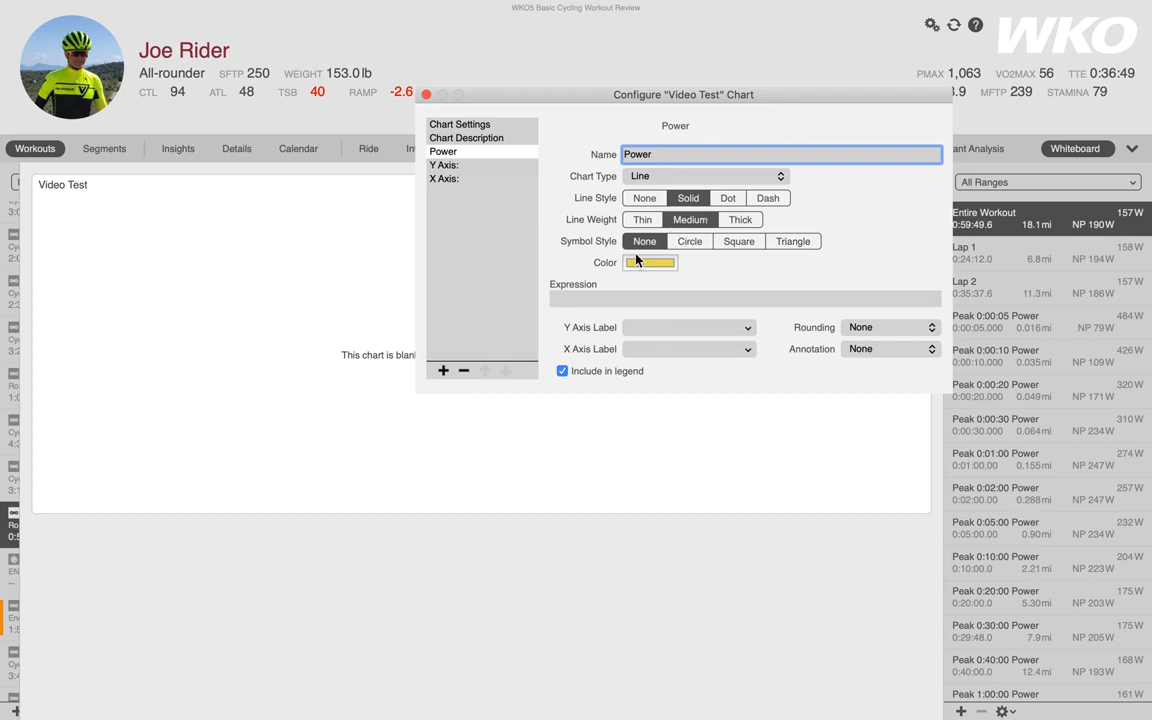 WKO5 Basic Cycling Workout Review
Joe Rider
All-rounder SFTP 250 WEIGHT 153.0 lb
CTL 94 ATL 48 TSB 40 RAMP -2.6
WKO
PMAX 1,063 VO2MAX 56 TTE 0:36:49
3.9 MFTP 239 STAMINA 79
Workouts Segments Insights Details Calendar Ride In
ant Analysis Whiteboard
Video Test
This chart is blank
Configure "Video Test" Chart
Chart Settings
Chart Description
Power
Y Axis:
X Axis:
Power
Name Power
Chart Type Line
Line Style None Solid Dot Dash
Line Weight Thin Medium Thick
Symbol Style None Circle Square Triangle
Color
Expression
Y Axis Label Rounding None
X Axis Label Annotation None
Include in legend
All Ranges
Entire Workout 157W
0:59:49.6 18.1mi NP 190W
Lap 1 158W
0:24:12.0 6.8mi NP 194W
Lap 2 157W
0:35:37.6 11.3mi NP 186W
Peak 0:00:05 Power 484W
0:00:05.000 0.016mi NP 79W
Peak 0:00:10 Power 426W
0:00:10.000 0.035mi NP 109W
Peak 0:00:20 Power 320W
0:00:20.000 0.049mi NP 171W
Peak 0:00:30 Power 310W
0:00:30.000 0.064mi NP 234W
Peak 0:01:00 Power 274W
0:01:00.00 0.155mi NP 247W
Peak 0:02:00 Power 257W
0:02:00.00 0.288mi NP 247W
Peak 0:05:00 Power 232W
0:05:00.00 0.90mi NP 234W
Peak 0:10:00 Power 204W
0:10:00.0 2.21mi NP 223W
Peak 0:20:00 Power 175W
0:20:00.0 5.30mi NP 203W
Peak 0:30:00 Power 175W
0:29:48.0 7.9mi NP 205W
Peak 0:40:00 Power 168W
0:40:00.0 12.4mi NP 193W
Peak 1:00:00 Power 161W